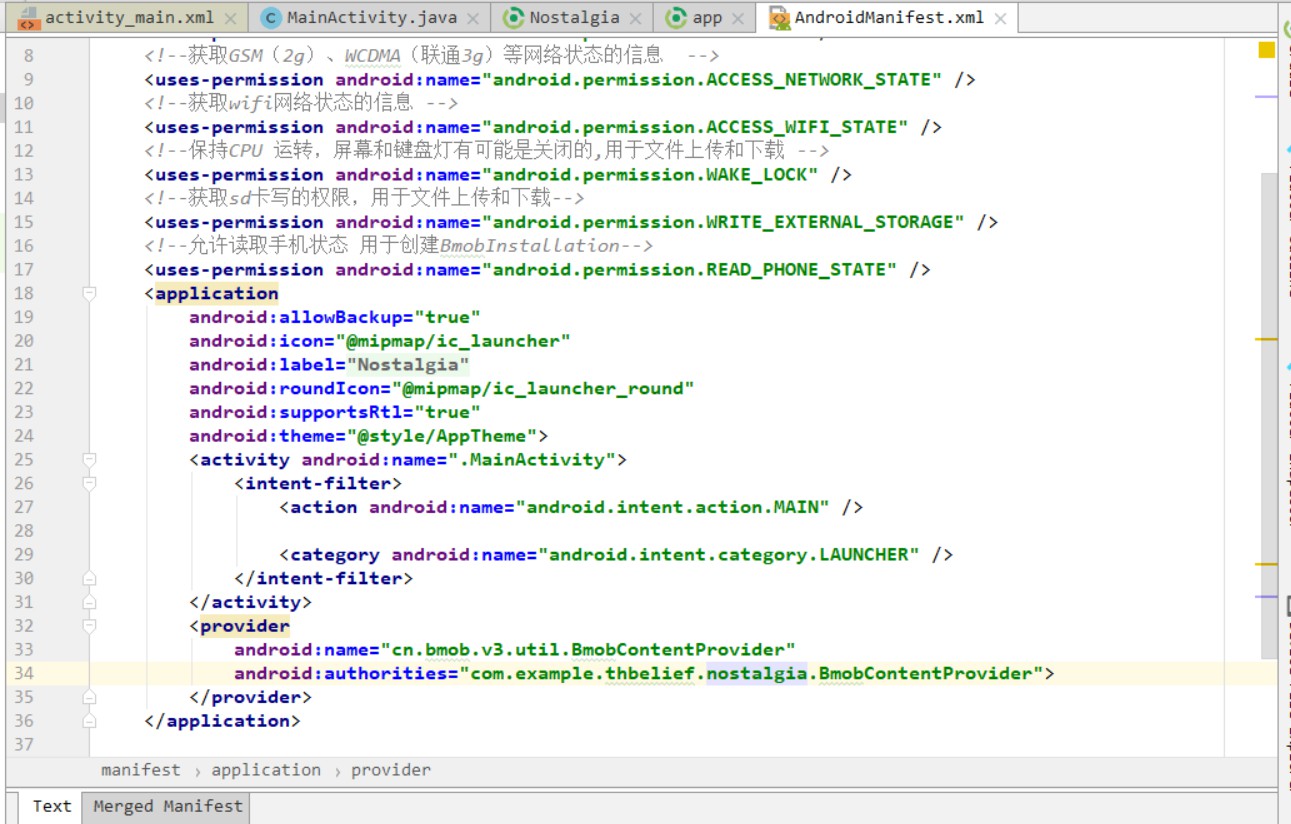 activity_main.xml MainActivity.java Nostalgia app AndroidManifest.xml
8 <!--获取GSM（2g）、WCDMA（联通3g）等网络状态的信息 -->
9 <uses-permission android:name="android.permission.ACCESS_NETWORK_STATE" />
10 <!--获取wifi网络状态的信息 -->
11 <uses-permission android:name="android.permission.ACCESS_WIFI_STATE" />
12 <!--保持CPU 运转，屏幕和键盘灯有可能是关闭的,用于文件上传和下载 -->
13 <uses-permission android:name="android.permission.WAKE_LOCK" />
14 <!--获取sd卡写的权限，用于文件上传和下载-->
15 <uses-permission android:name="android.permission.WRITE_EXTERNAL_STORAGE" />
16 <!--允许读取手机状态 用于创建BmobInstallation-->
17 <uses-permission android:name="android.permission.READ_PHONE_STATE" />
18 <application
19 android:allowBackup="true"
20 android:icon="@mipmap/ic_launcher"
21 android:label="Nostalgia"
22 android:roundIcon="@mipmap/ic_launcher_round"
23 android:supportsRtl="true"
24 android:theme="@style/AppTheme">
25 <activity android:name=".MainActivity">
26 <intent-filter>
27 <action android:name="android.intent.action.MAIN" />
28
29 <category android:name="android.intent.category.LAUNCHER" />
30 </intent-filter>
31 </activity>
32 <provider
33 android:name="cn.bmob.v3.util.BmobContentProvider"
34 android:authorities="com.example.thbelief.nostalgia.BmobContentProvider">
35 </provider>
36 </application>
37
manifest › application › provider
Text Merged Manifest